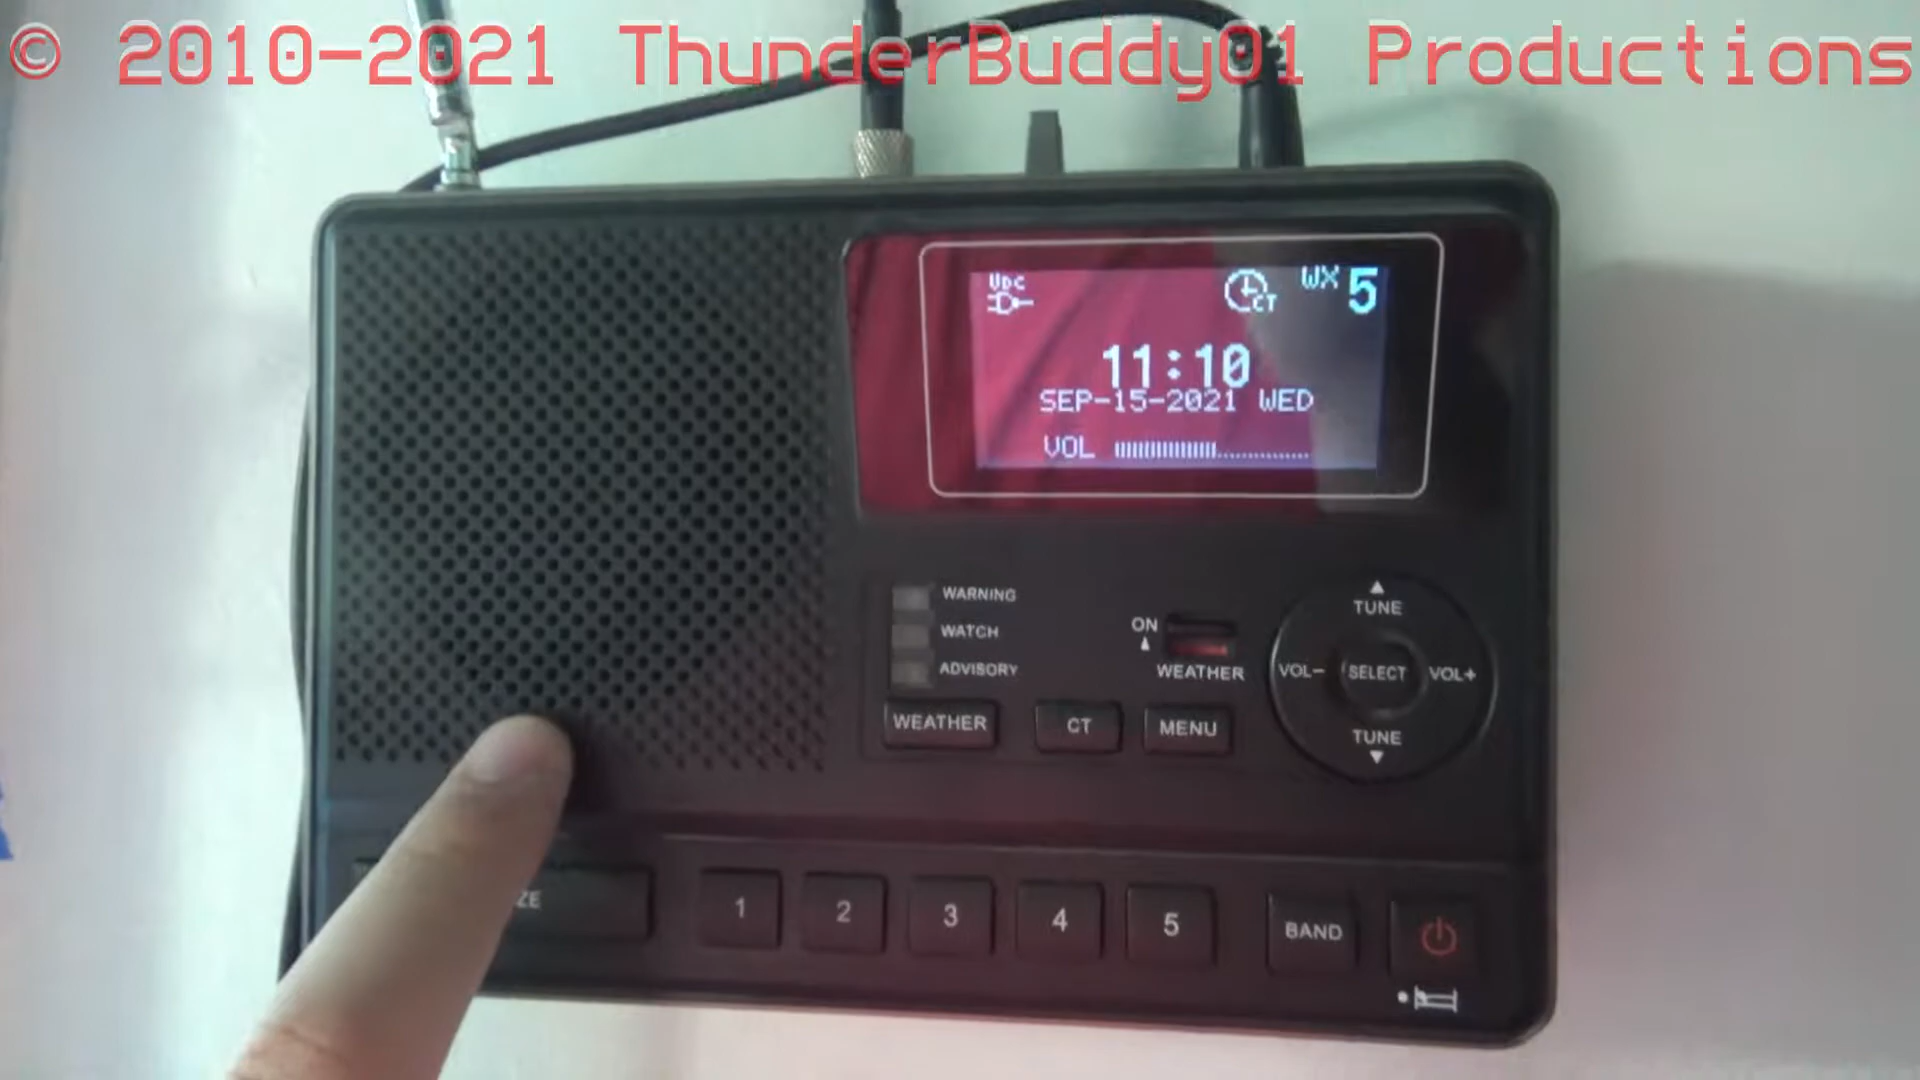 © 2010-2021 ThunderBuddy01 Productions
VDC
CT
WX 5
11:10
SEP-15-2021 WED
VOL
WARNING
WATCH
ADVISORY
ON
WEATHER
WEATHER
CT
MENU
TUNE
VOL-
SELECT
VOL+
TUNE
ZE
1
2
3
4
5
BAND